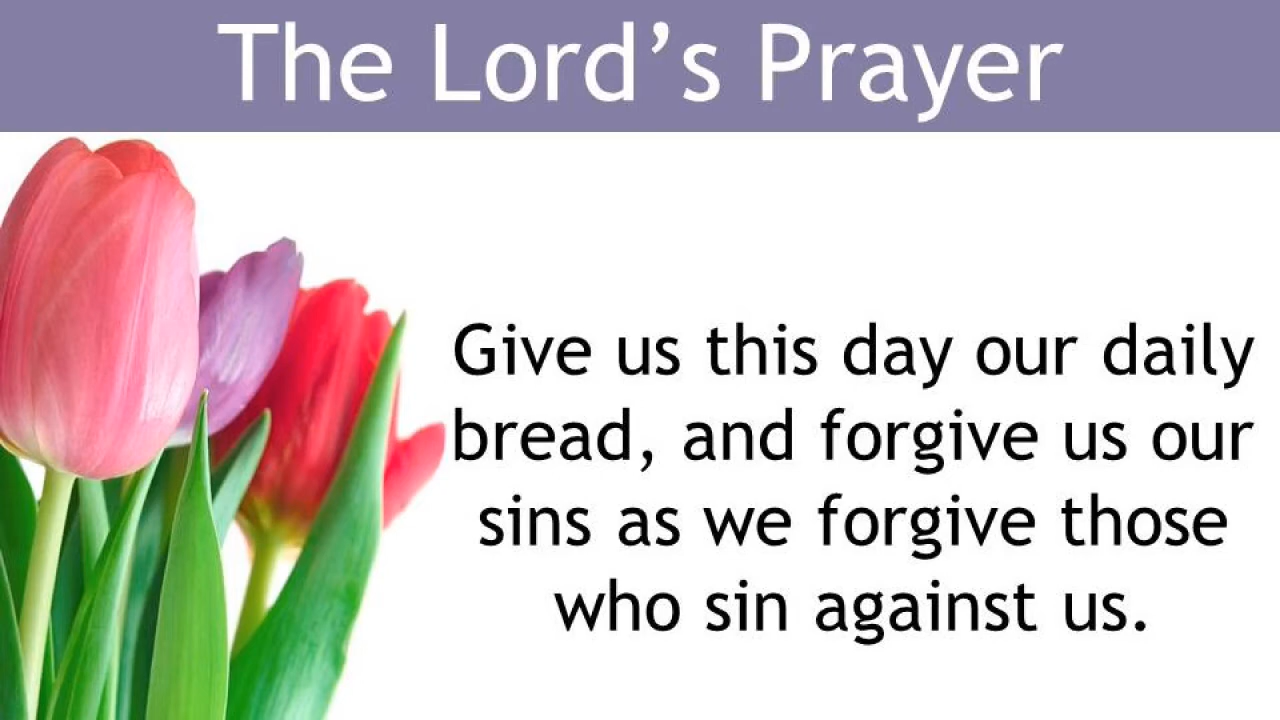 The Lord’s Prayer
Give us this day our daily
bread, and forgive us our
sins as we forgive those
who sin against us.